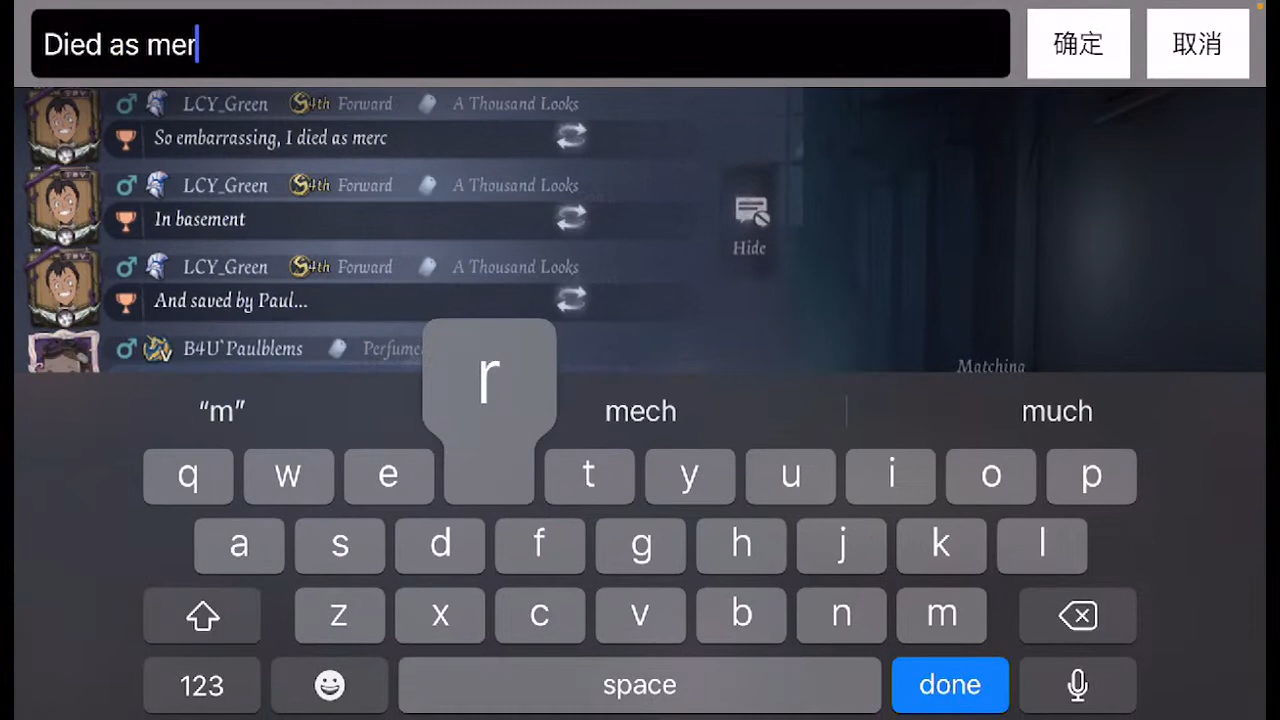 Died as mer
确定
取消
LCY_Green 4th Forward A Thousand Looks
So embarrassing, I died as merc
LCY_Green 4th Forward A Thousand Looks
In basement
Hide
LCY_Green 4th Forward A Thousand Looks
And saved by Paul...
B4U`Paulblems
Matching
r
“m” mech much
q w e t y u i o p
a s d f g h j k l
z x c v b n m
123 space done